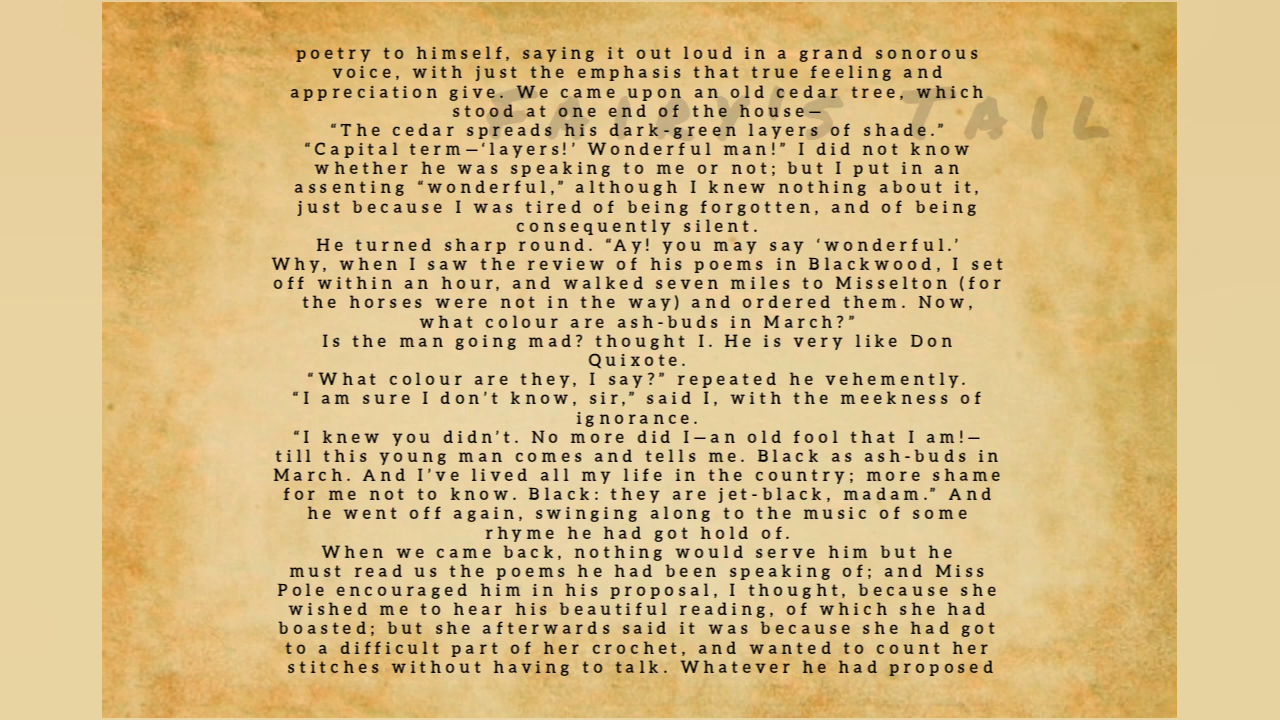 poetry to himself, saying it out loud in a grand sonorous
voice, with just the emphasis that true feeling and
appreciation give. We came upon an old cedar tree, which
stood at one end of the house—
FAIRY'S TAIL
“The cedar spreads his dark-green layers of shade.”
“Capital term—‘layers!’ Wonderful man!” I did not know
whether he was speaking to me or not; but I put in an
assenting “wonderful,” although I knew nothing about it,
just because I was tired of being forgotten, and of being
consequently silent.
He turned sharp round. “Ay! you may say ‘wonderful.’
Why, when I saw the review of his poems in Blackwood, I set
off within an hour, and walked seven miles to Misselton (for
the horses were not in the way) and ordered them. Now,
what colour are ash-buds in March?”
Is the man going mad? thought I. He is very like Don
Quixote.
“What colour are they, I say?” repeated he vehemently.
“I am sure I don’t know, sir,” said I, with the meekness of
ignorance.
“I knew you didn’t. No more did I—an old fool that I am!—
till this young man comes and tells me. Black as ash-buds in
March. And I’ve lived all my life in the country; more shame
for me not to know. Black: they are jet-black, madam.” And
he went off again, swinging along to the music of some
rhyme he had got hold of.
When we came back, nothing would serve him but he
must read us the poems he had been speaking of; and Miss
Pole encouraged him in his proposal, I thought, because she
wished me to hear his beautiful reading, of which she had
boasted; but she afterwards said it was because she had got
to a difficult part of her crochet, and wanted to count her
stitches without having to talk. Whatever he had proposed